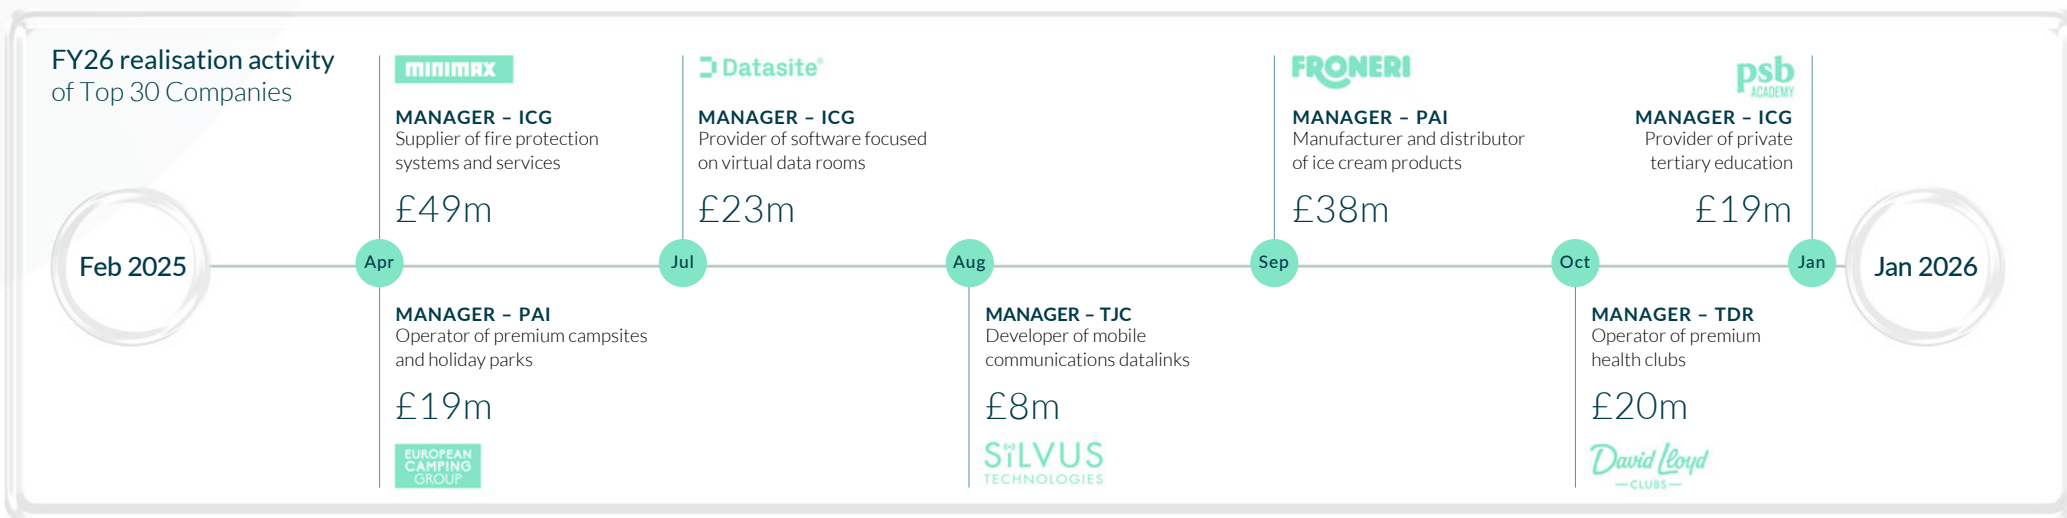 FY26 realisation activity
of Top 30 Companies
MINIMAX
MANAGER – ICG
Supplier of fire protection
systems and services
£49m
Datasite®
MANAGER – ICG
Provider of software focused
on virtual data rooms
£23m
FRONERI
MANAGER – PAI
Manufacturer and distributor
of ice cream products
£38m
psb
ACADEMY
MANAGER – ICG
Provider of private
tertiary education
£19m
Feb 2025
Apr
Jul
Aug
Sep
Oct
Jan
Jan 2026
MANAGER – PAI
Operator of premium campsites
and holiday parks
£19m
EUROPEAN
CAMPING
GROUP
MANAGER – TJC
Developer of mobile
communications datalinks
£8m
SiLVUS
TECHNOLOGIES
MANAGER – TDR
Operator of premium
health clubs
£20m
David Lloyd
CLUBS